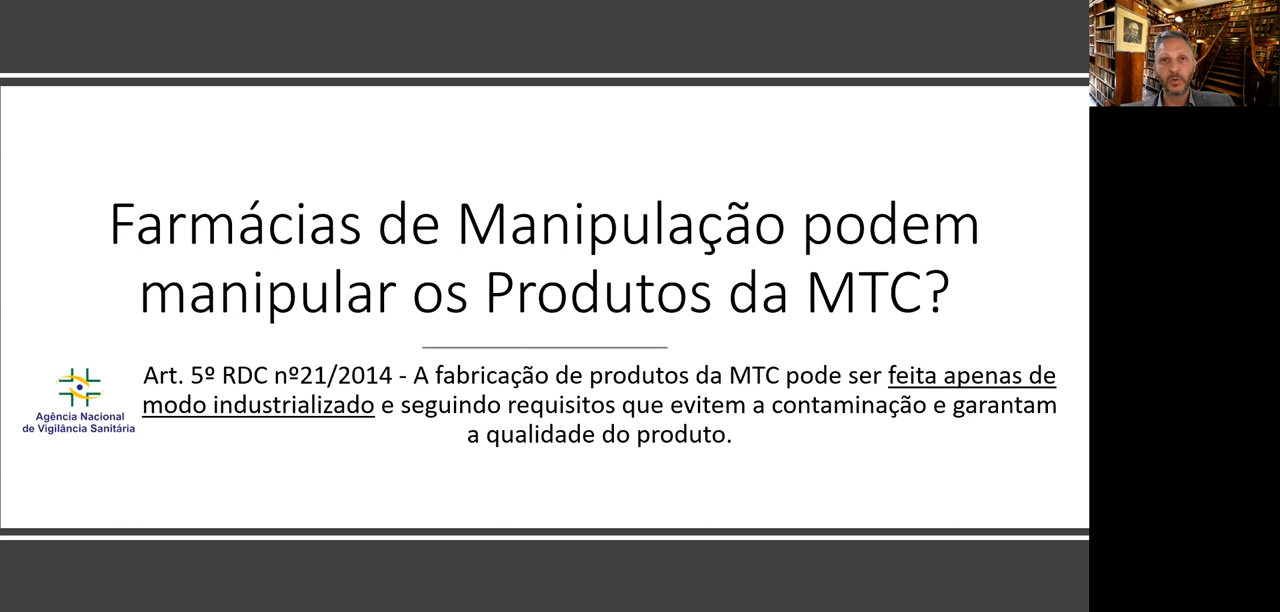 Farmácias de Manipulação podem
manipular os Produtos da MTC?
Art. 5º RDC nº21/2014 - A fabricação de produtos da MTC pode ser feita apenas de
modo industrializado e seguindo requisitos que evitem a contaminação e garantam
a qualidade do produto.
Agência Nacional
de Vigilância Sanitária